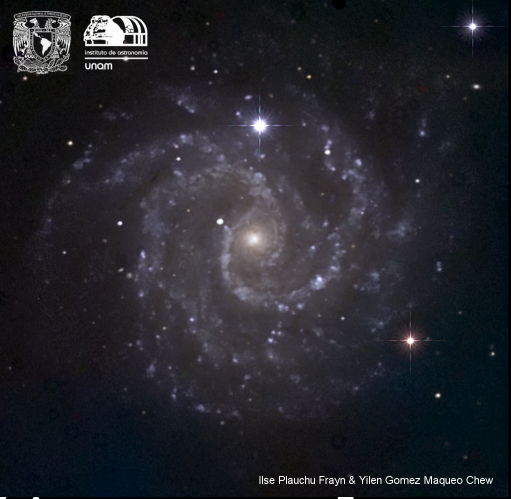 instituto de astronomía
unam
Ilse Plauchu Frayn & Yilen Gomez Maqueo Chew